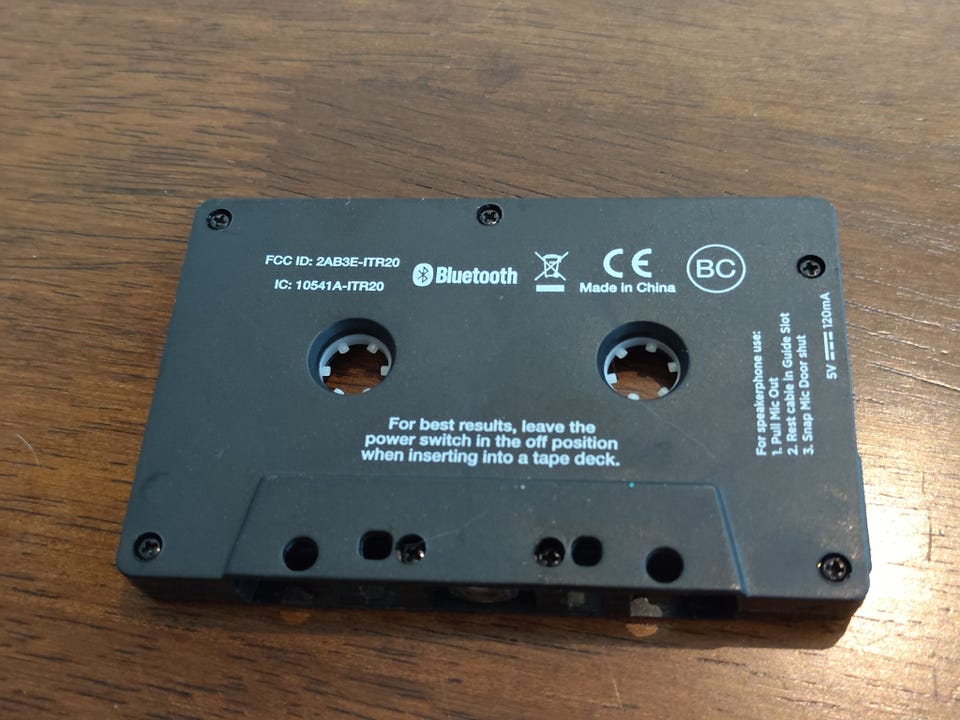 FCC ID: 2AB3E-ITR20
IC: 10541A-ITR20
Bluetooth
CE
Made in China
BC
For best results, leave the
power switch in the off position
when inserting into a tape deck.
For speakerphone use:
1. Pull Mic Out
2. Rest cable in Guide Slot
3. Snap Mic Door shut
5V 120mA